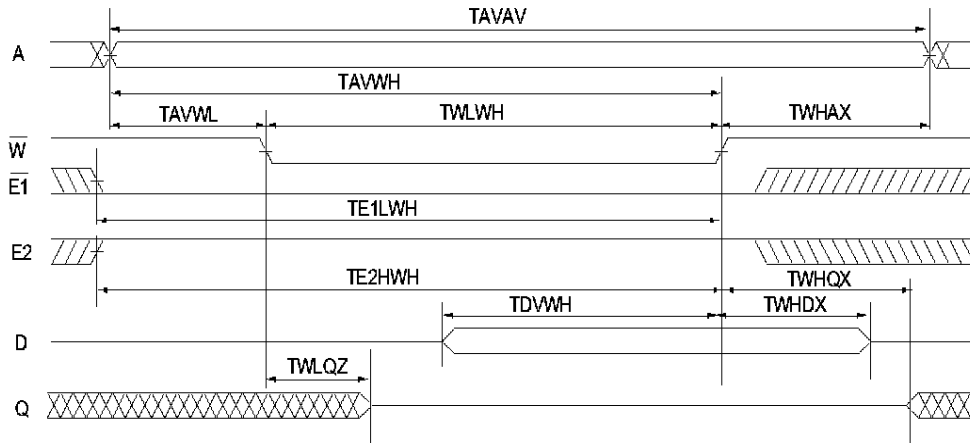 TAVAV
A
TAVWH
TAVWL TWLWH TWHAX
W
E1
TE1LWH
E2
TE2HWH TWHQX
TDVWH TWHDX
D
TWLQZ
Q